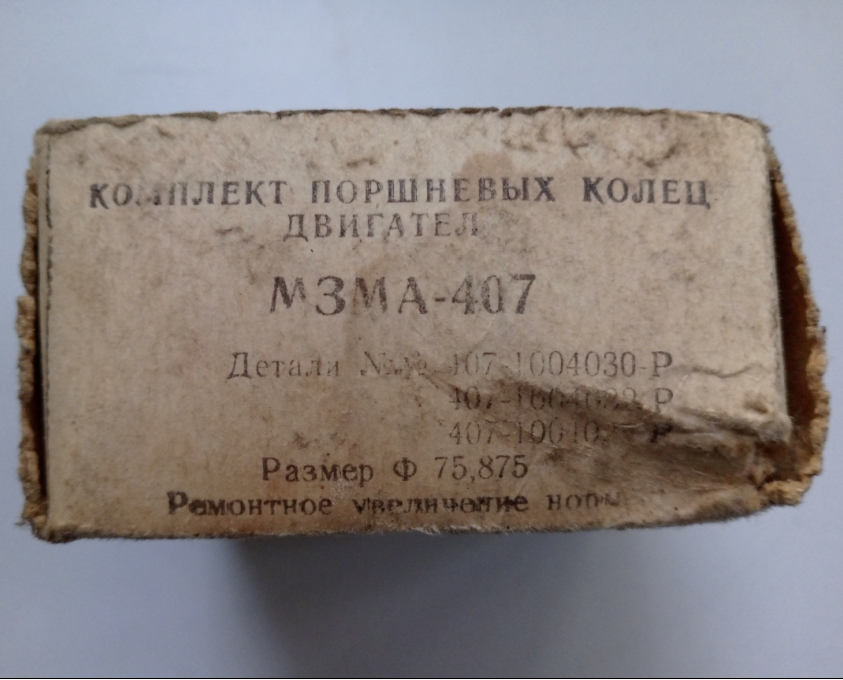 КОМПЛЕКТ ПОРШНЕВЫХ КОЛЕЦ
ДВИГАТЕЛ
МЗМА-407
Детали №№ 407-1004030-Р
Размер Ф 75,875
Ремонтное увеличение